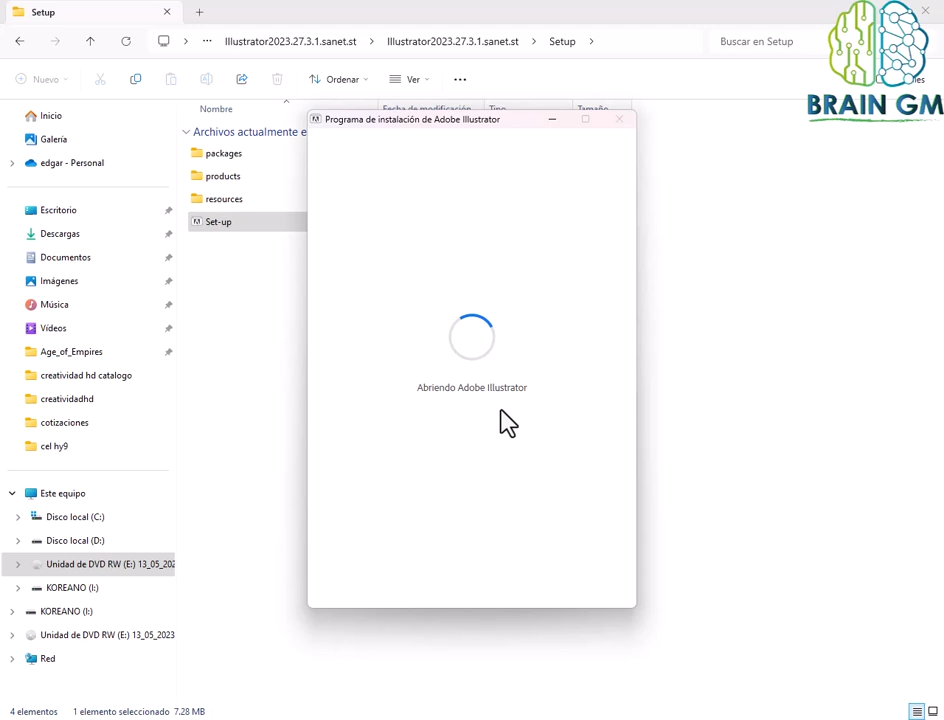 Setup
Illustrator2023.27.3.1.sanet.st
Illustrator2023.27.3.1.sanet.st
Setup
Buscar en Setup
Nuevo
Ordenar
Ver
BRAIN GM
Inicio
Galería
edgar - Personal
Escritorio
Descargas
Documentos
Imágenes
Música
Vídeos
Age_of_Empires
creatividad hd catalogo
creatividadhd
cotizaciones
cel hy9
Este equipo
Disco local (C:)
Disco local (D:)
Unidad de DVD RW (E:) 13_05_202
KOREANO (I:)
KOREANO (I:)
Unidad de DVD RW (E:) 13_05_2023
Red
Nombre
Fecha de modificación
Tipo
Tamaño
Archivos actualmente e
packages
products
resources
Set-up
Programa de instalación de Adobe Illustrator
Abriendo Adobe Illustrator
4 elementos
1 elemento seleccionado 7.28 MB